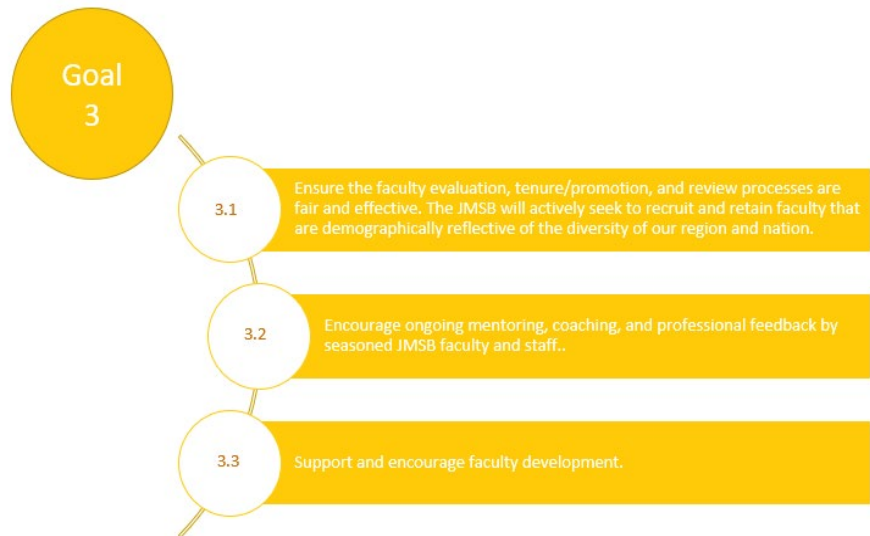 Goal
3
3.1
Ensure the faculty evaluation, tenure/promotion, and review processes are
fair and effective. The JMSB will actively seek to recruit and retain faculty that
are demographically reflective of the diversity of our region and nation.
3.2
Encourage ongoing mentoring, coaching, and professional feedback by
seasoned JMSB faculty and staff..
3.3
Support and encourage faculty development.